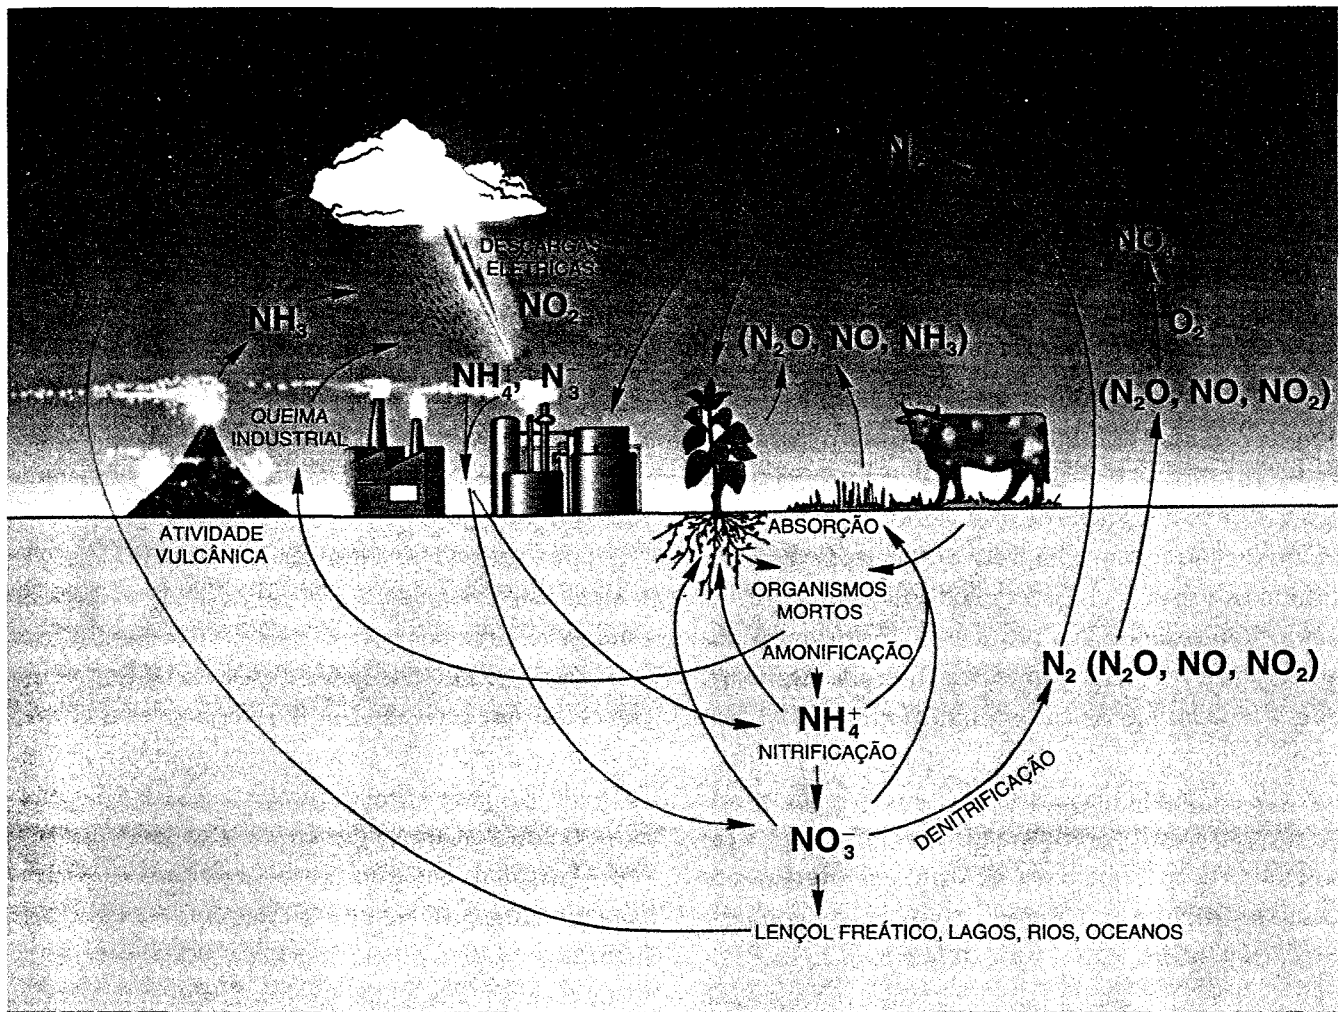 DESCARGAS
ELÉTRICAS
NO₂
NH₃
(N₂O, NO, NH₃)
O₂
(N₂O, NO, NO₂)
QUEIMA
INDUSTRIAL
ATIVIDADE
VULCÂNICA
ABSORÇÃO
ORGANISMOS
MORTOS
AMONIFICAÇÃO
N₂ (N₂O, NO, NO₂)
NH₄⁺
NITRIFICAÇÃO
DENITRIFICAÇÃO
NO₃⁻
LENÇOL FREÁTICO, LAGOS, RIOS, OCEANOS